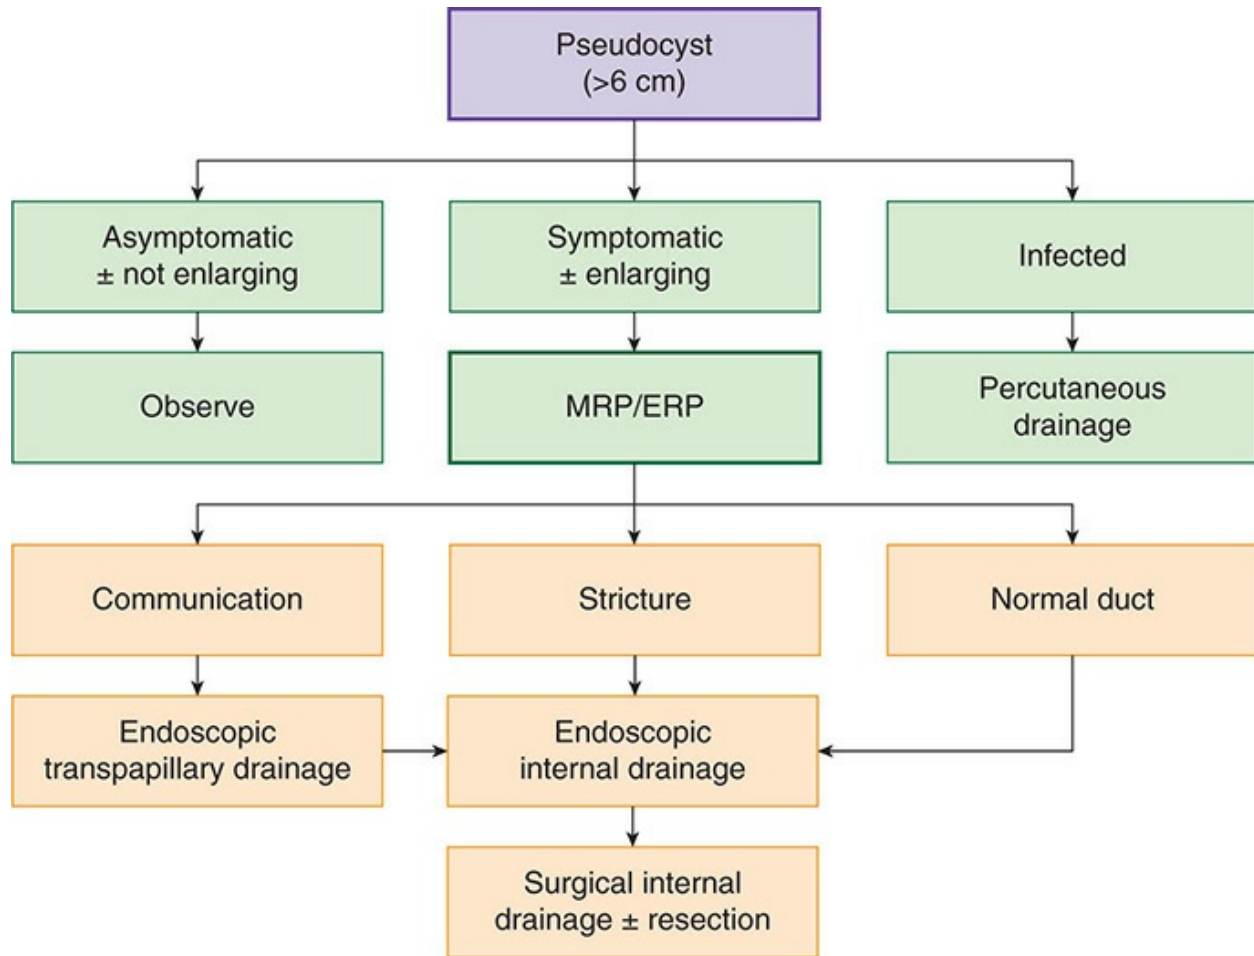 Pseudocyst
(>6 cm)
Asymptomatic
± not enlarging
Symptomatic
± enlarging
Infected
Observe
MRP/ERP
Percutaneous
drainage
Communication
Stricture
Normal duct
Endoscopic
transpapillary drainage
Endoscopic
internal drainage
Surgical internal
drainage ± resection